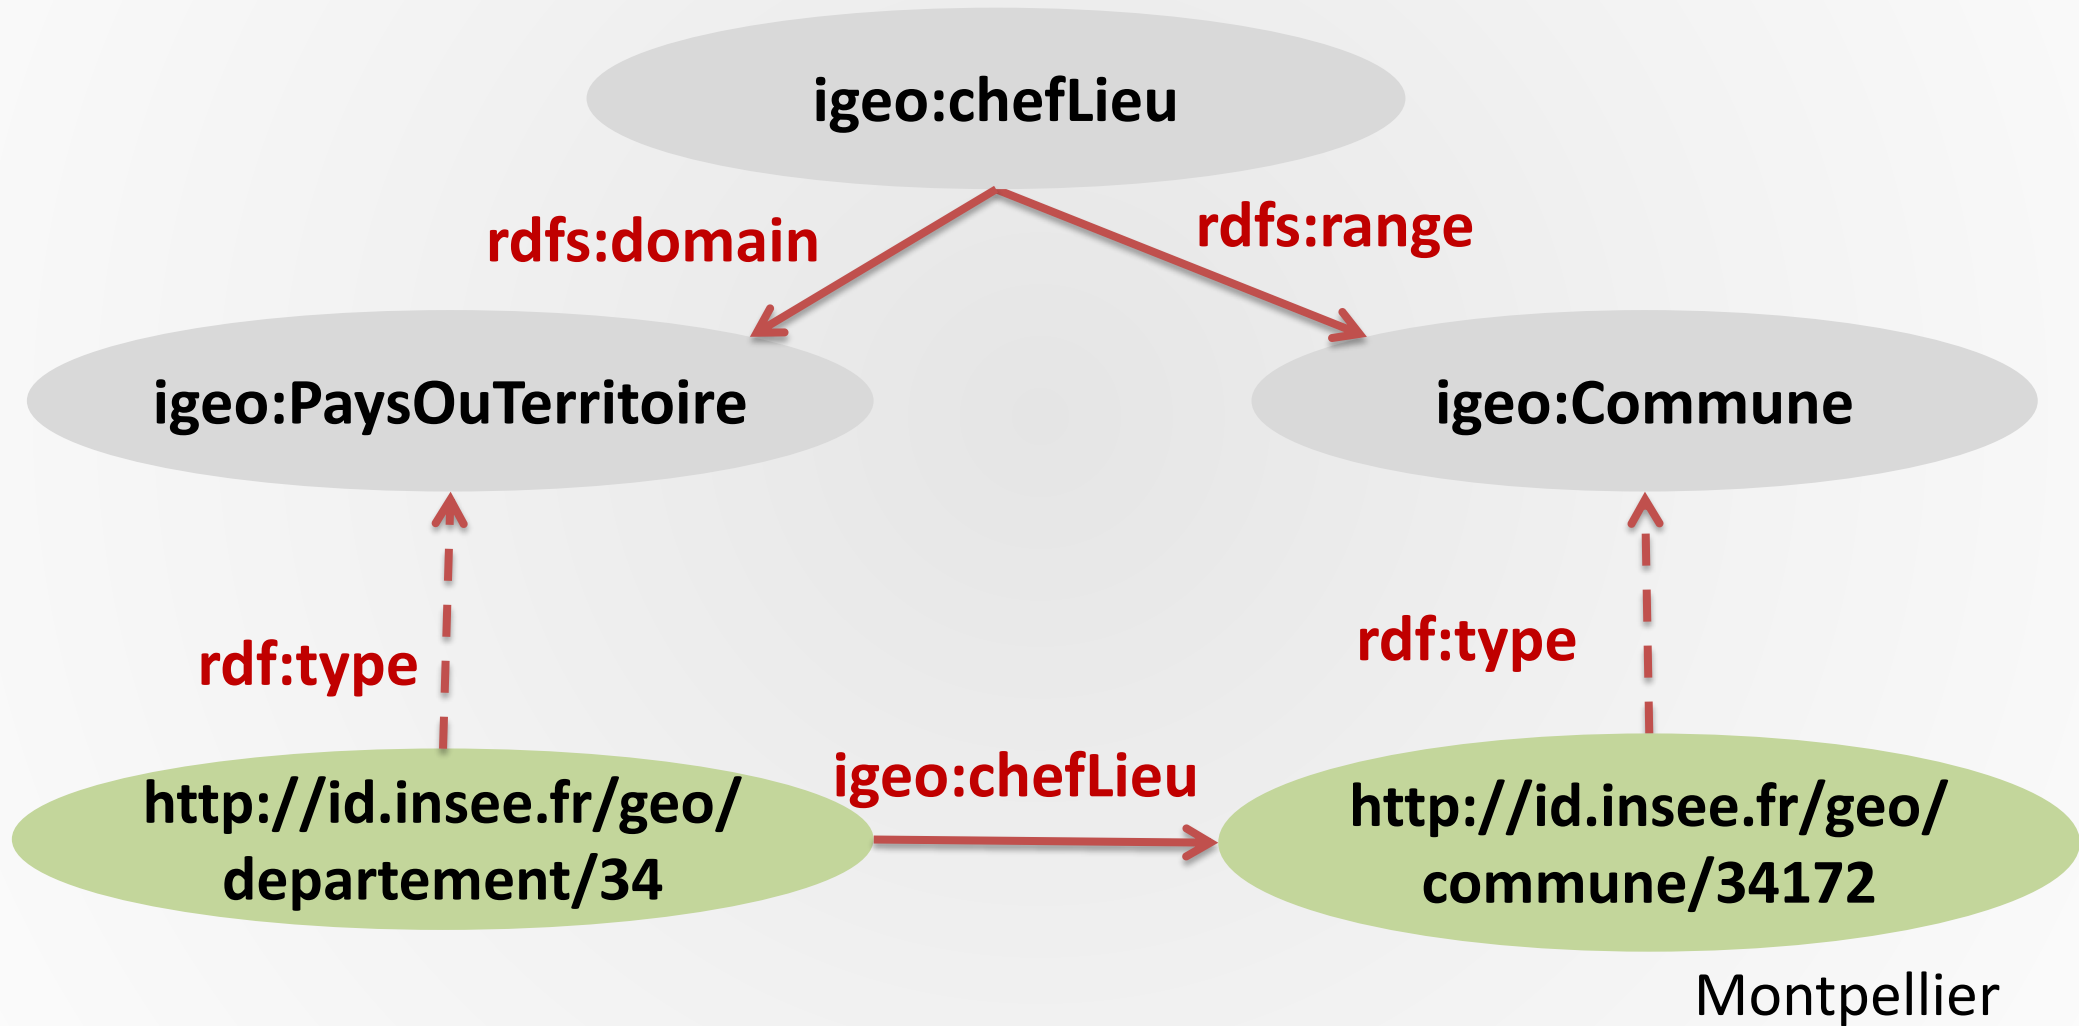 igeo:chefLieu
rdfs:domain
rdfs:range
igeo:PaysOuTerritoire
igeo:Commune
rdf:type
rdf:type
http://id.insee.fr/geo/
departement/34
igeo:chefLieu
http://id.insee.fr/geo/
commune/34172
Montpellier